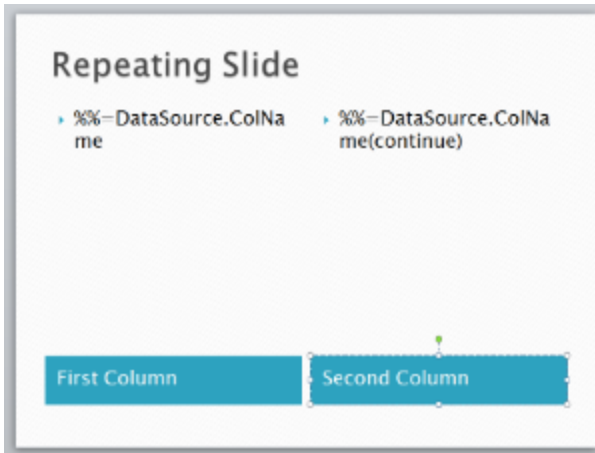 Repeating Slide
%%=DataSource.ColNa
me
%%=DataSource.ColNa
me(continue)
First Column
Second Column